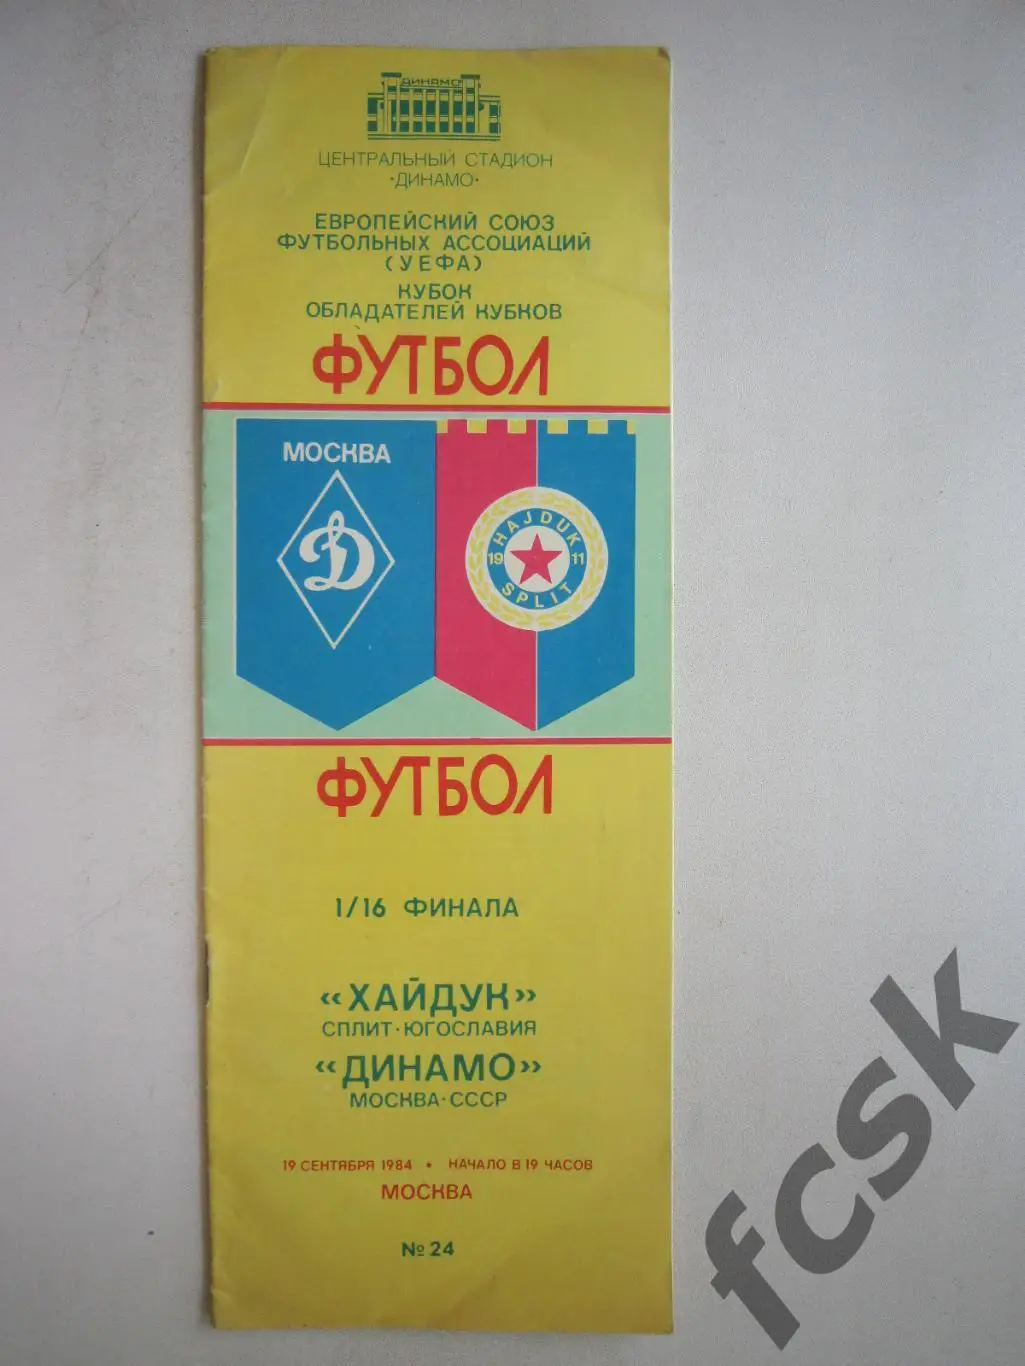 ДИНАМО
ЦЕНТРАЛЬНЫЙ СТАДИОН
·ДИНАМО·
ЕВРОПЕЙСКИЙ СОЮЗ
ФУТБОЛЬНЫХ АССОЦИАЦИЙ
(УЕФА)
КУБОК
ОБЛАДАТЕЛЕЙ КУБКОВ
ФУТБОЛ
МОСКВА
Д
HAJDUK
19 11
SPLIT
ФУТБОЛ
1/16 ФИНАЛА
«ХАЙДУК»
СПЛИТ·ЮГОСЛАВИЯ
«ДИНАМО»
МОСКВА·СССР
19 СЕНТЯБРЯ 1984 • НАЧАЛО В 19 ЧАСОВ
МОСКВА
№ 24
fcsk